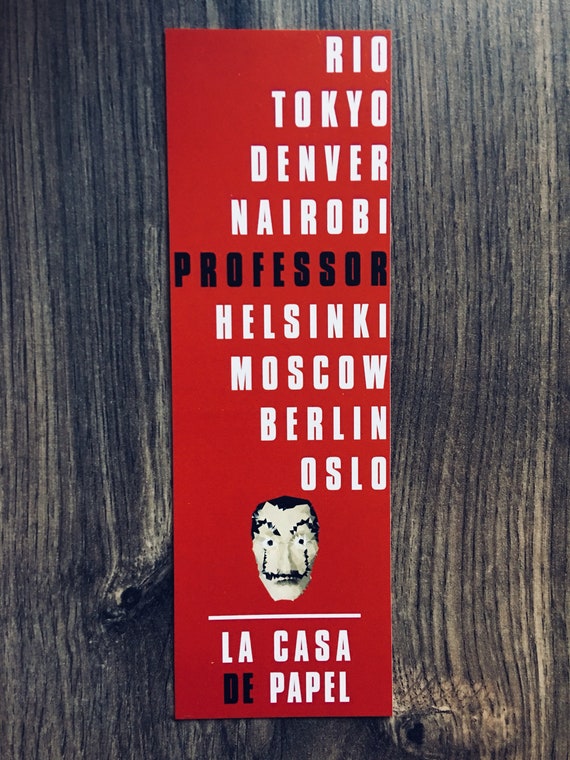 RIO
TOKYO
DENVER
NAIROBI
PROFESSOR
HELSINKI
MOSCOW
BERLIN
OSLO
LA CASA
DE PAPEL